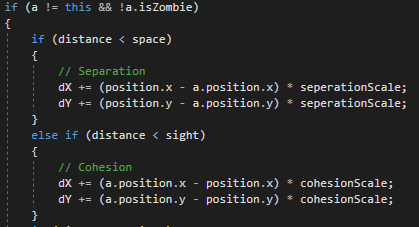 if (a != this && !a.isZombie)
{
if (distance < space)
{
// Separation
dX += (position.x - a.position.x) * seperationScale;
dY += (position.y - a.position.y) * seperationScale;
}
else if (distance < sight)
{
// Cohesion
dX += (a.position.x - position.x) * cohesionScale;
dY += (a.position.y - position.y) * cohesionScale;
}